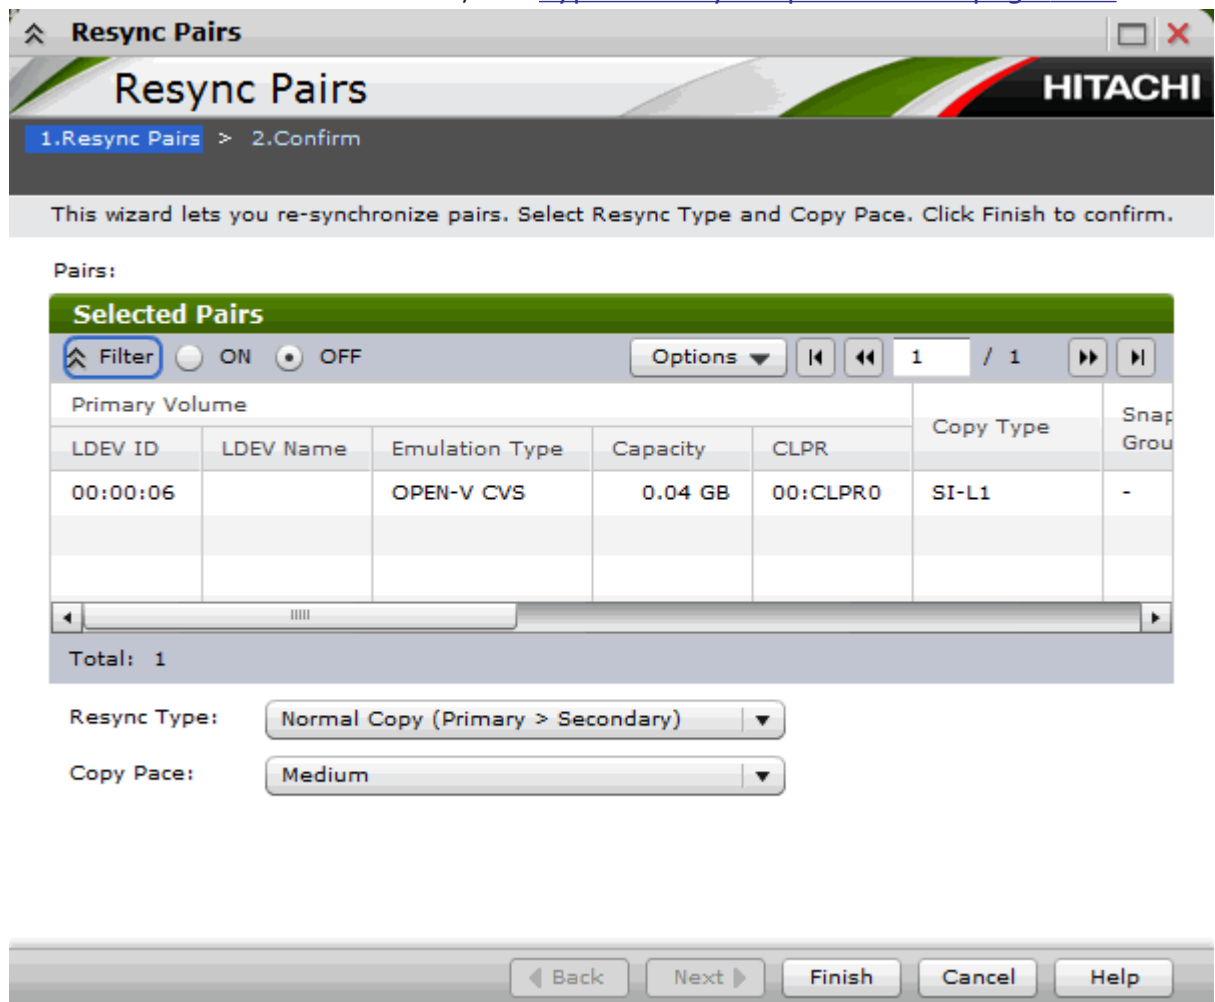 Resync Pairs
Resync Pairs
HITACHI
1.Resync Pairs > 2.Confirm
This wizard lets you re-synchronize pairs. Select Resync Type and Copy Pace. Click Finish to confirm.
Pairs:
Selected Pairs
Filter ON OFF Options 1 / 1
Primary Volume Copy Type Snap Grou
LDEV ID LDEV Name Emulation Type Capacity CLPR
00:00:06 OPEN-V CVS 0.04 GB 00:CLPR0 SI-L1 -
Total: 1
Resync Type: Normal Copy (Primary > Secondary)
Copy Pace: Medium
Back Next Finish Cancel Help